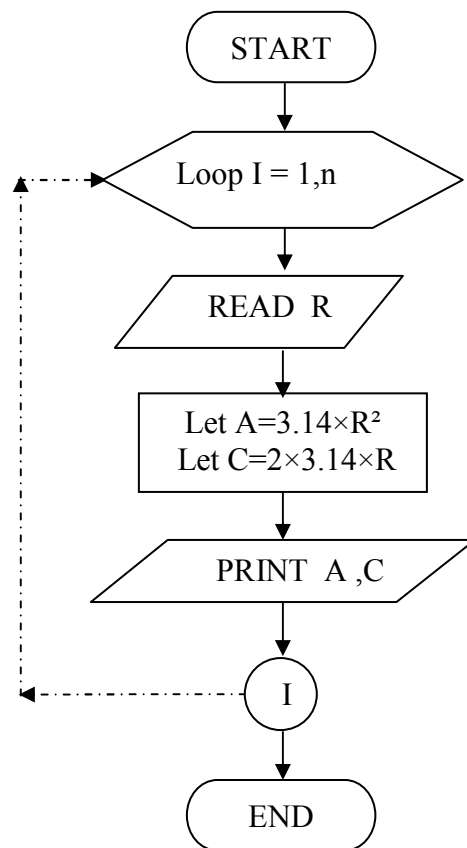 START
Loop I = 1,n
READ R
Let A=3.14×R²
Let C=2×3.14×R
PRINT A ,C
I
END